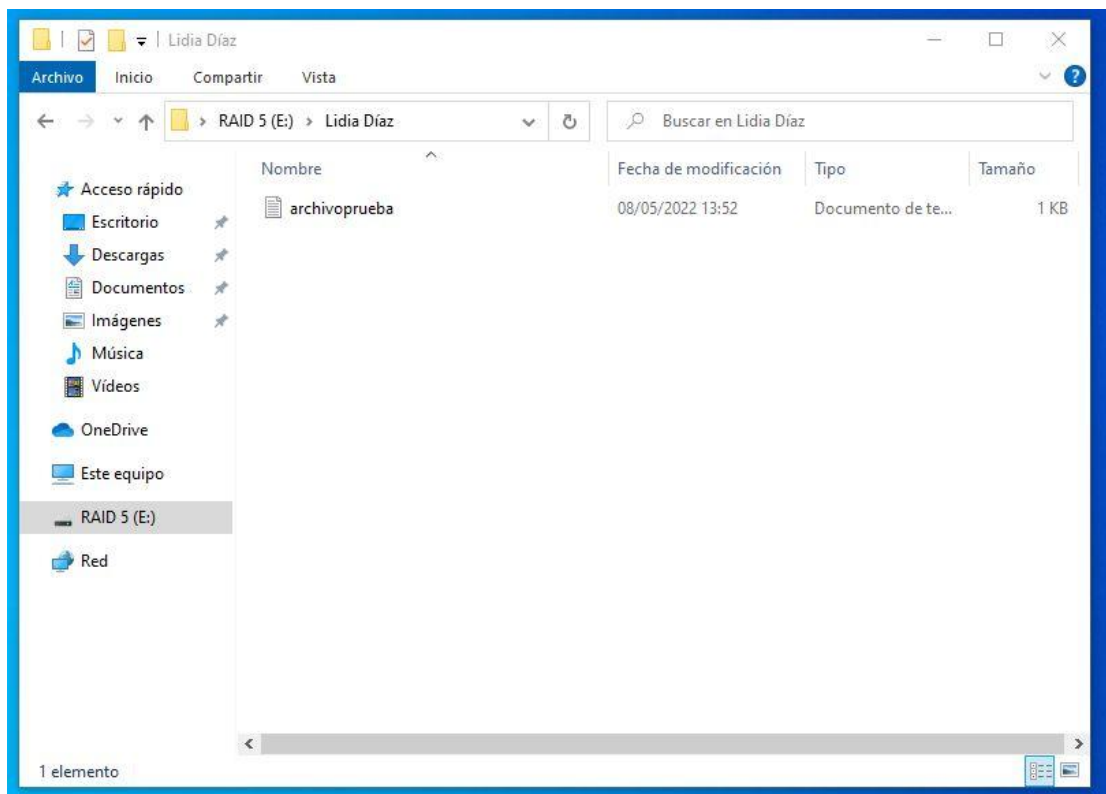 Lidia Díaz
Archivo Inicio Compartir Vista
RAID 5 (E:) > Lidia Díaz Buscar en Lidia Díaz
Nombre Fecha de modificación Tipo Tamaño
Acceso rápido
archivoprueba 08/05/2022 13:52 Documento de te... 1 KB
Escritorio
Descargas
Documentos
Imágenes
Música
Vídeos
OneDrive
Este equipo
RAID 5 (E:)
Red
1 elemento